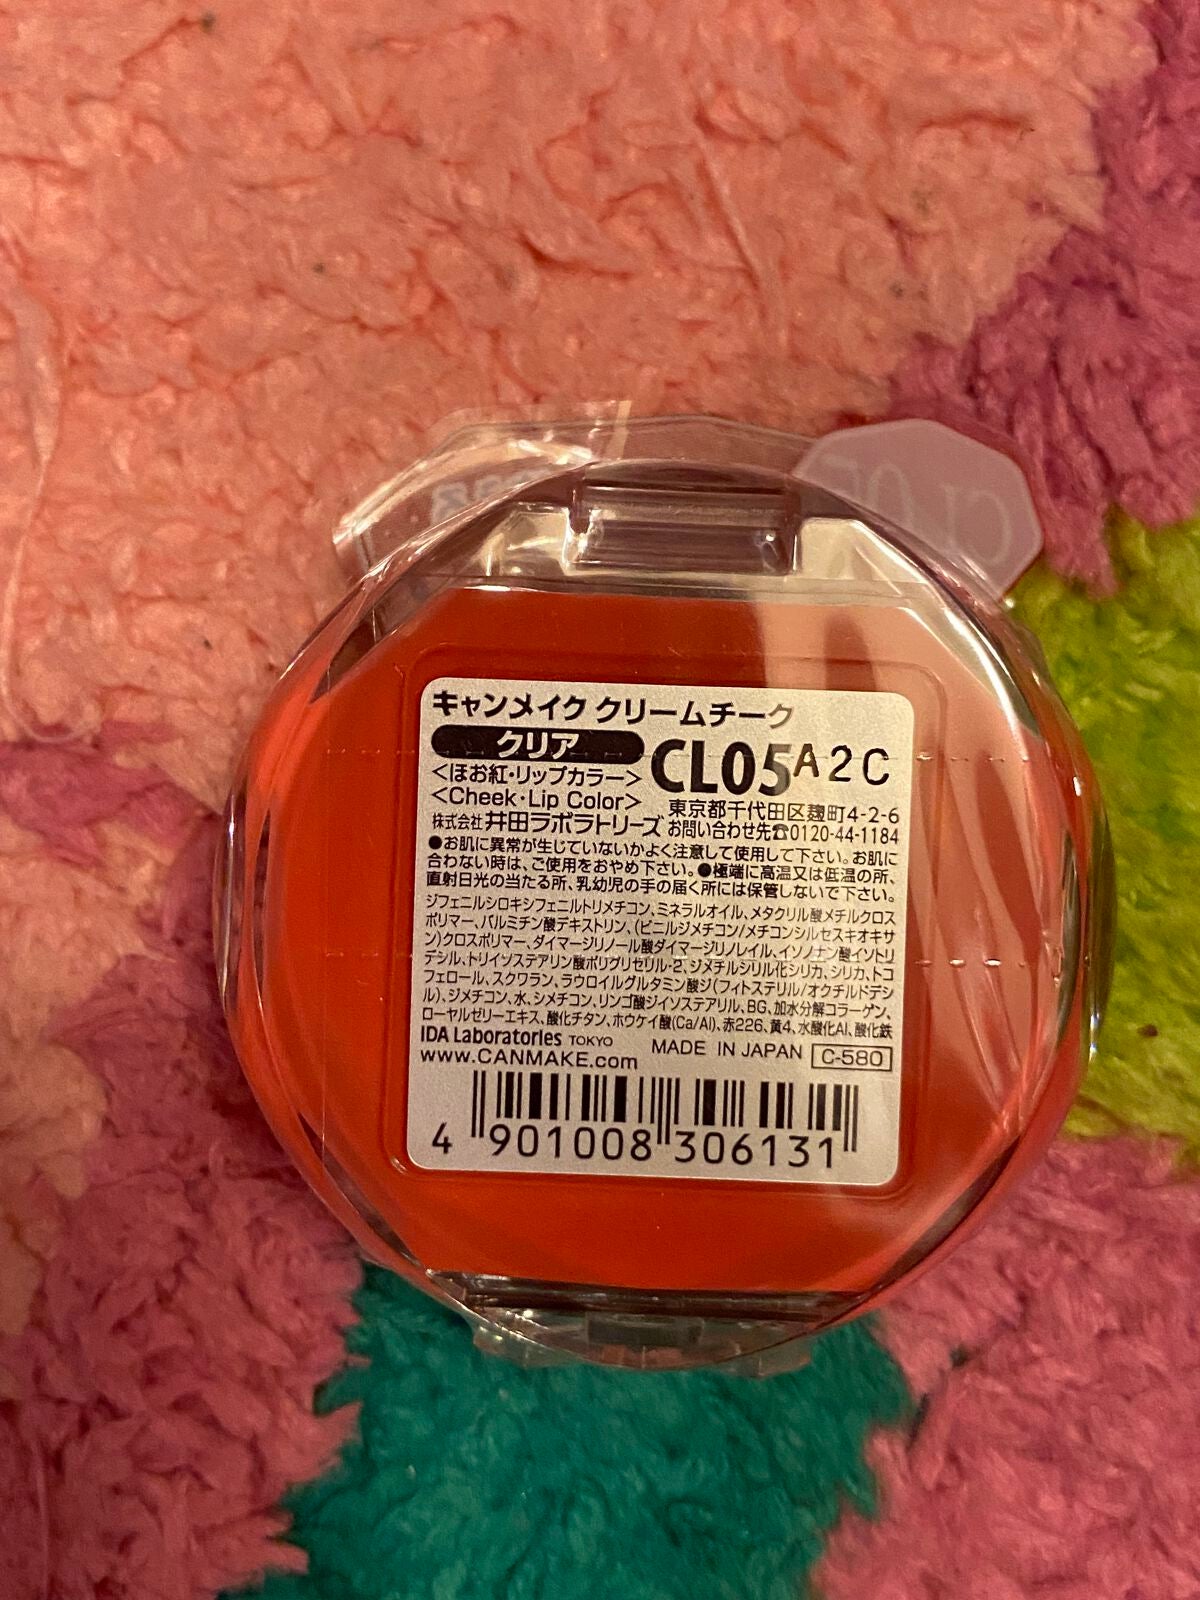 CL05
キャンメイク クリームチーク
クリア
CL05 A2C
<ほお紅・リップカラー>
<Cheek・Lip Color>
東京都千代田区麹町4-2-6
株式会社 井田ラボラトリーズ お問い合わせ先☎0120-44-1184
●お肌に異常が生じていないかよく注意して使用して下さい。お肌に
合わない時は、ご使用をおやめ下さい。●極端に高温又は低温の所、
直射日光の当たる所、乳幼児の手の届く所には保管しないで下さい。
ジフェニルシロキシフェニルトリメチコン、ミネラルオイル、メタクリル酸メチルクロス
ポリマー、パルミチン酸デキストリン、(ビニルジメチコン/メチコンシルセスキオキサ
ン)クロスポリマー、ダイマージリノール酸ダイマージリノレイル、イソノナン酸イソトリ
デシル、トリイソステアリン酸ポリグリセリル-2、ジメチルシリル化シリカ、シリカ、トコ
フェロール、スクワラン、ラウロイルグルタミン酸ジ(フィトステリル/オクチルドデシ
ル)、ジメチコン、水、シメチコン、リンゴ酸ジイソステアリル、BG、加水分解コラーゲン、
ローヤルゼリーエキス、酸化チタン、ホウケイ酸(Ca/Al)、赤226、黄4、水酸化Al、酸化鉄
IDA Laboratories TOKYO
www.CANMAKE.com MADE IN JAPAN C-580
4 901008 306131